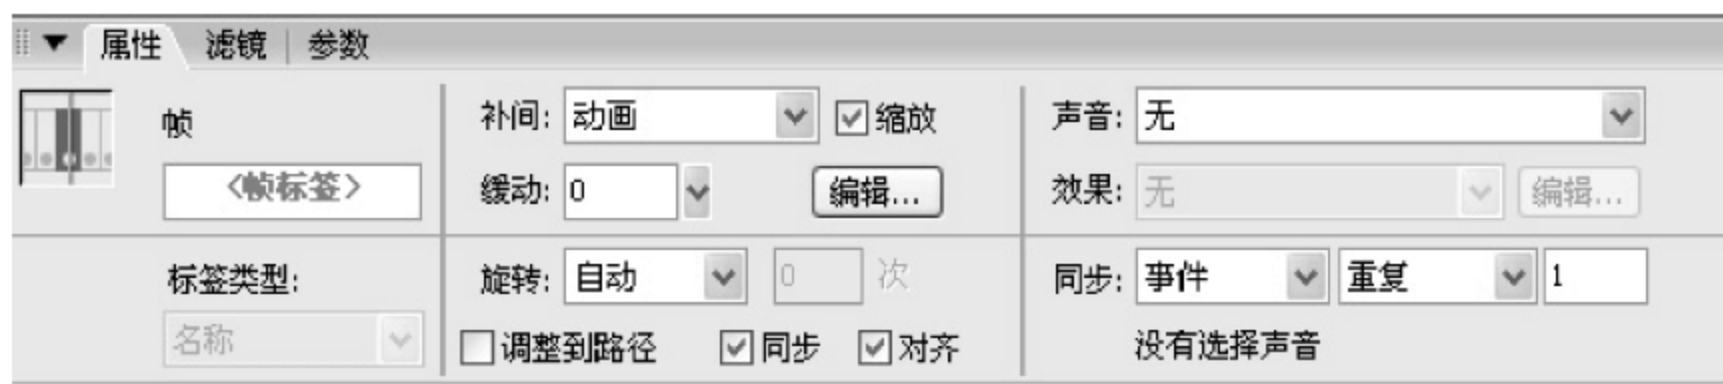 属性 滤镜 参数
帧 补间: 动画 缩放 声音: 无
<帧标签> 缓动: 0 编辑... 效果: 无 编辑...
标签类型: 旋转: 自动 0 次 同步: 事件 重复 1
名称 调整到路径 同步 对齐 没有选择声音